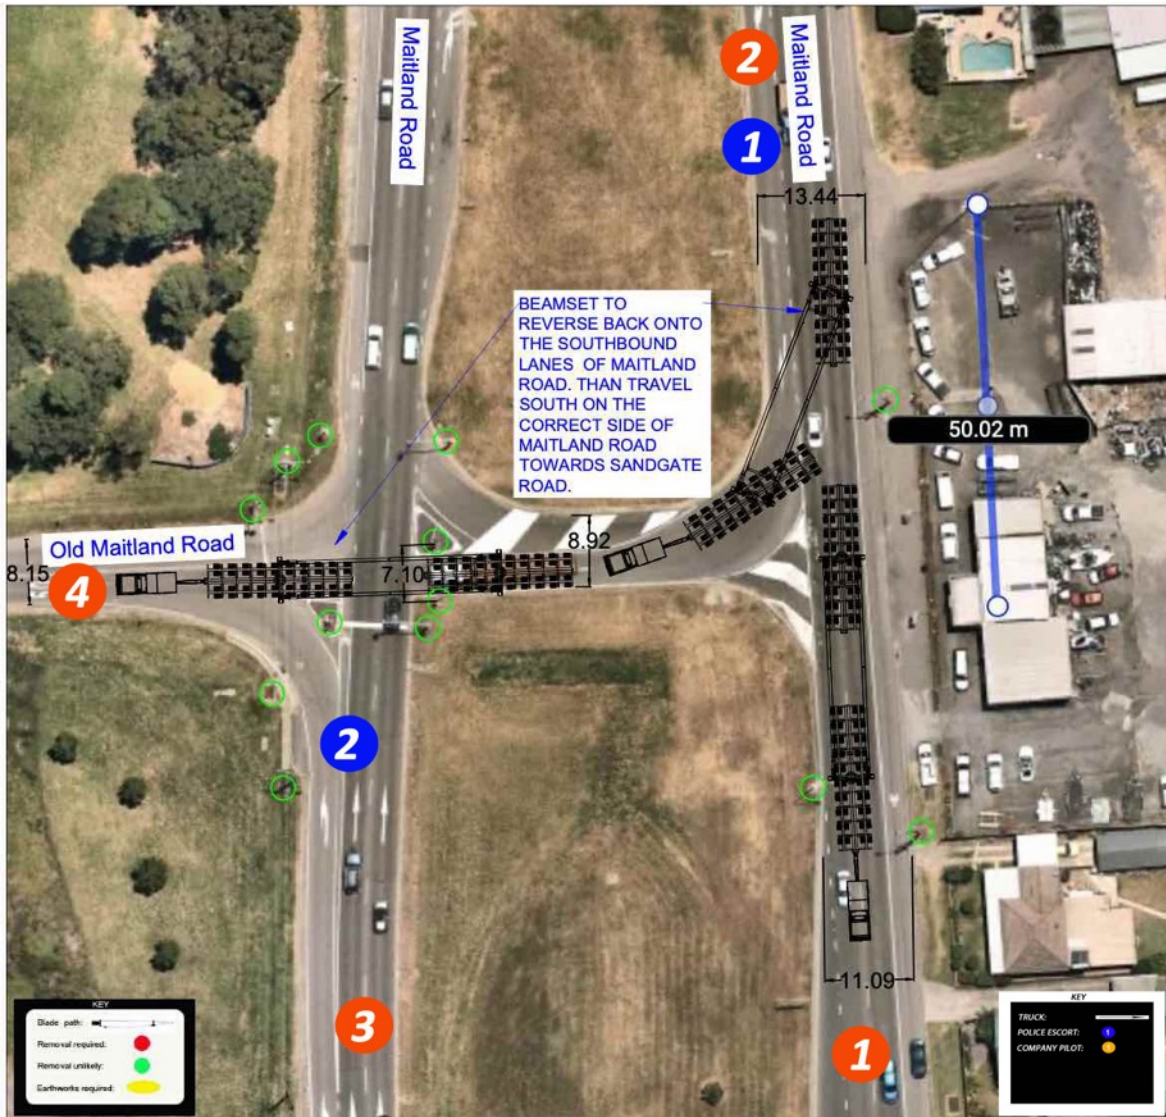 Maitland Road
2
Maitland Road
1
13.44
BEAMSET TO
REVERSE BACK ONTO
THE SOUTHBOUND
LANES OF MAITLAND
ROAD. THAN TRAVEL
SOUTH ON THE
CORRECT SIDE OF
MAITLAND ROAD
TOWARDS SANDGATE
ROAD.
50.02 m
Old Maitland Road
8.92
8.15
7.10
4
2
11.09
3
1
KEY
Blade path:
Removal required:
Removal unlikely:
Earthworks required:
KEY
TRUCK:
POLICE ESCORT: 1
COMPANY PILOT: